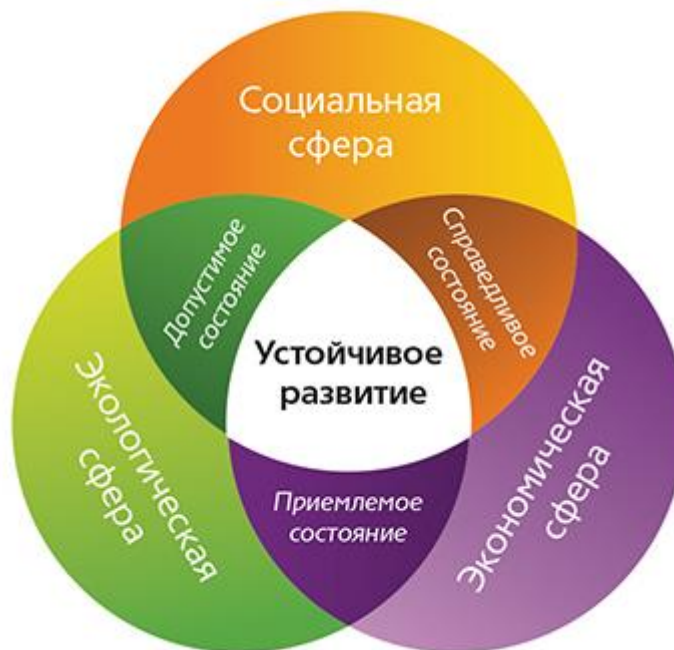 Социальная
сфера
Допустимое
состояние
Справедливое
состояние
Устойчивое
развитие
Экологическая
сфера
Экономическая
сфера
Приемлемое
состояние